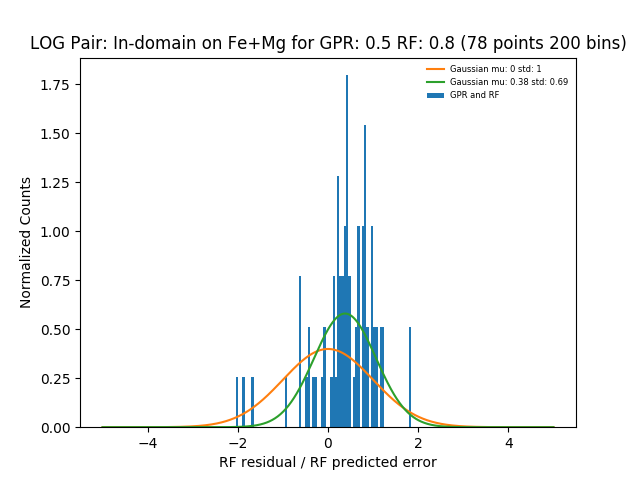 LOG Pair: In-domain on Fe+Mg for GPR: 0.5 RF: 0.8 (78 points 200 bins)
Gaussian mu: 0 std: 1
Gaussian mu: 0.38 std: 0.69
GPR and RF
Normalized Counts
1.75
1.50
1.25
1.00
0.75
0.50
0.25
0.00
−4 −2 0 2 4
RF residual / RF predicted error